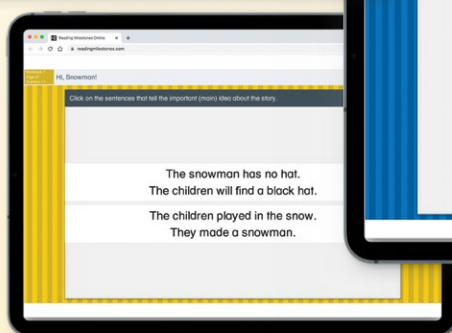 Reading Milestones Online
readingmilestones.com
Hi, Snowman!
Click on the sentences that tell the important (main) idea about the story.
The snowman has no hat.
The children will find a black hat.
The children played in the snow.
They made a snowman.